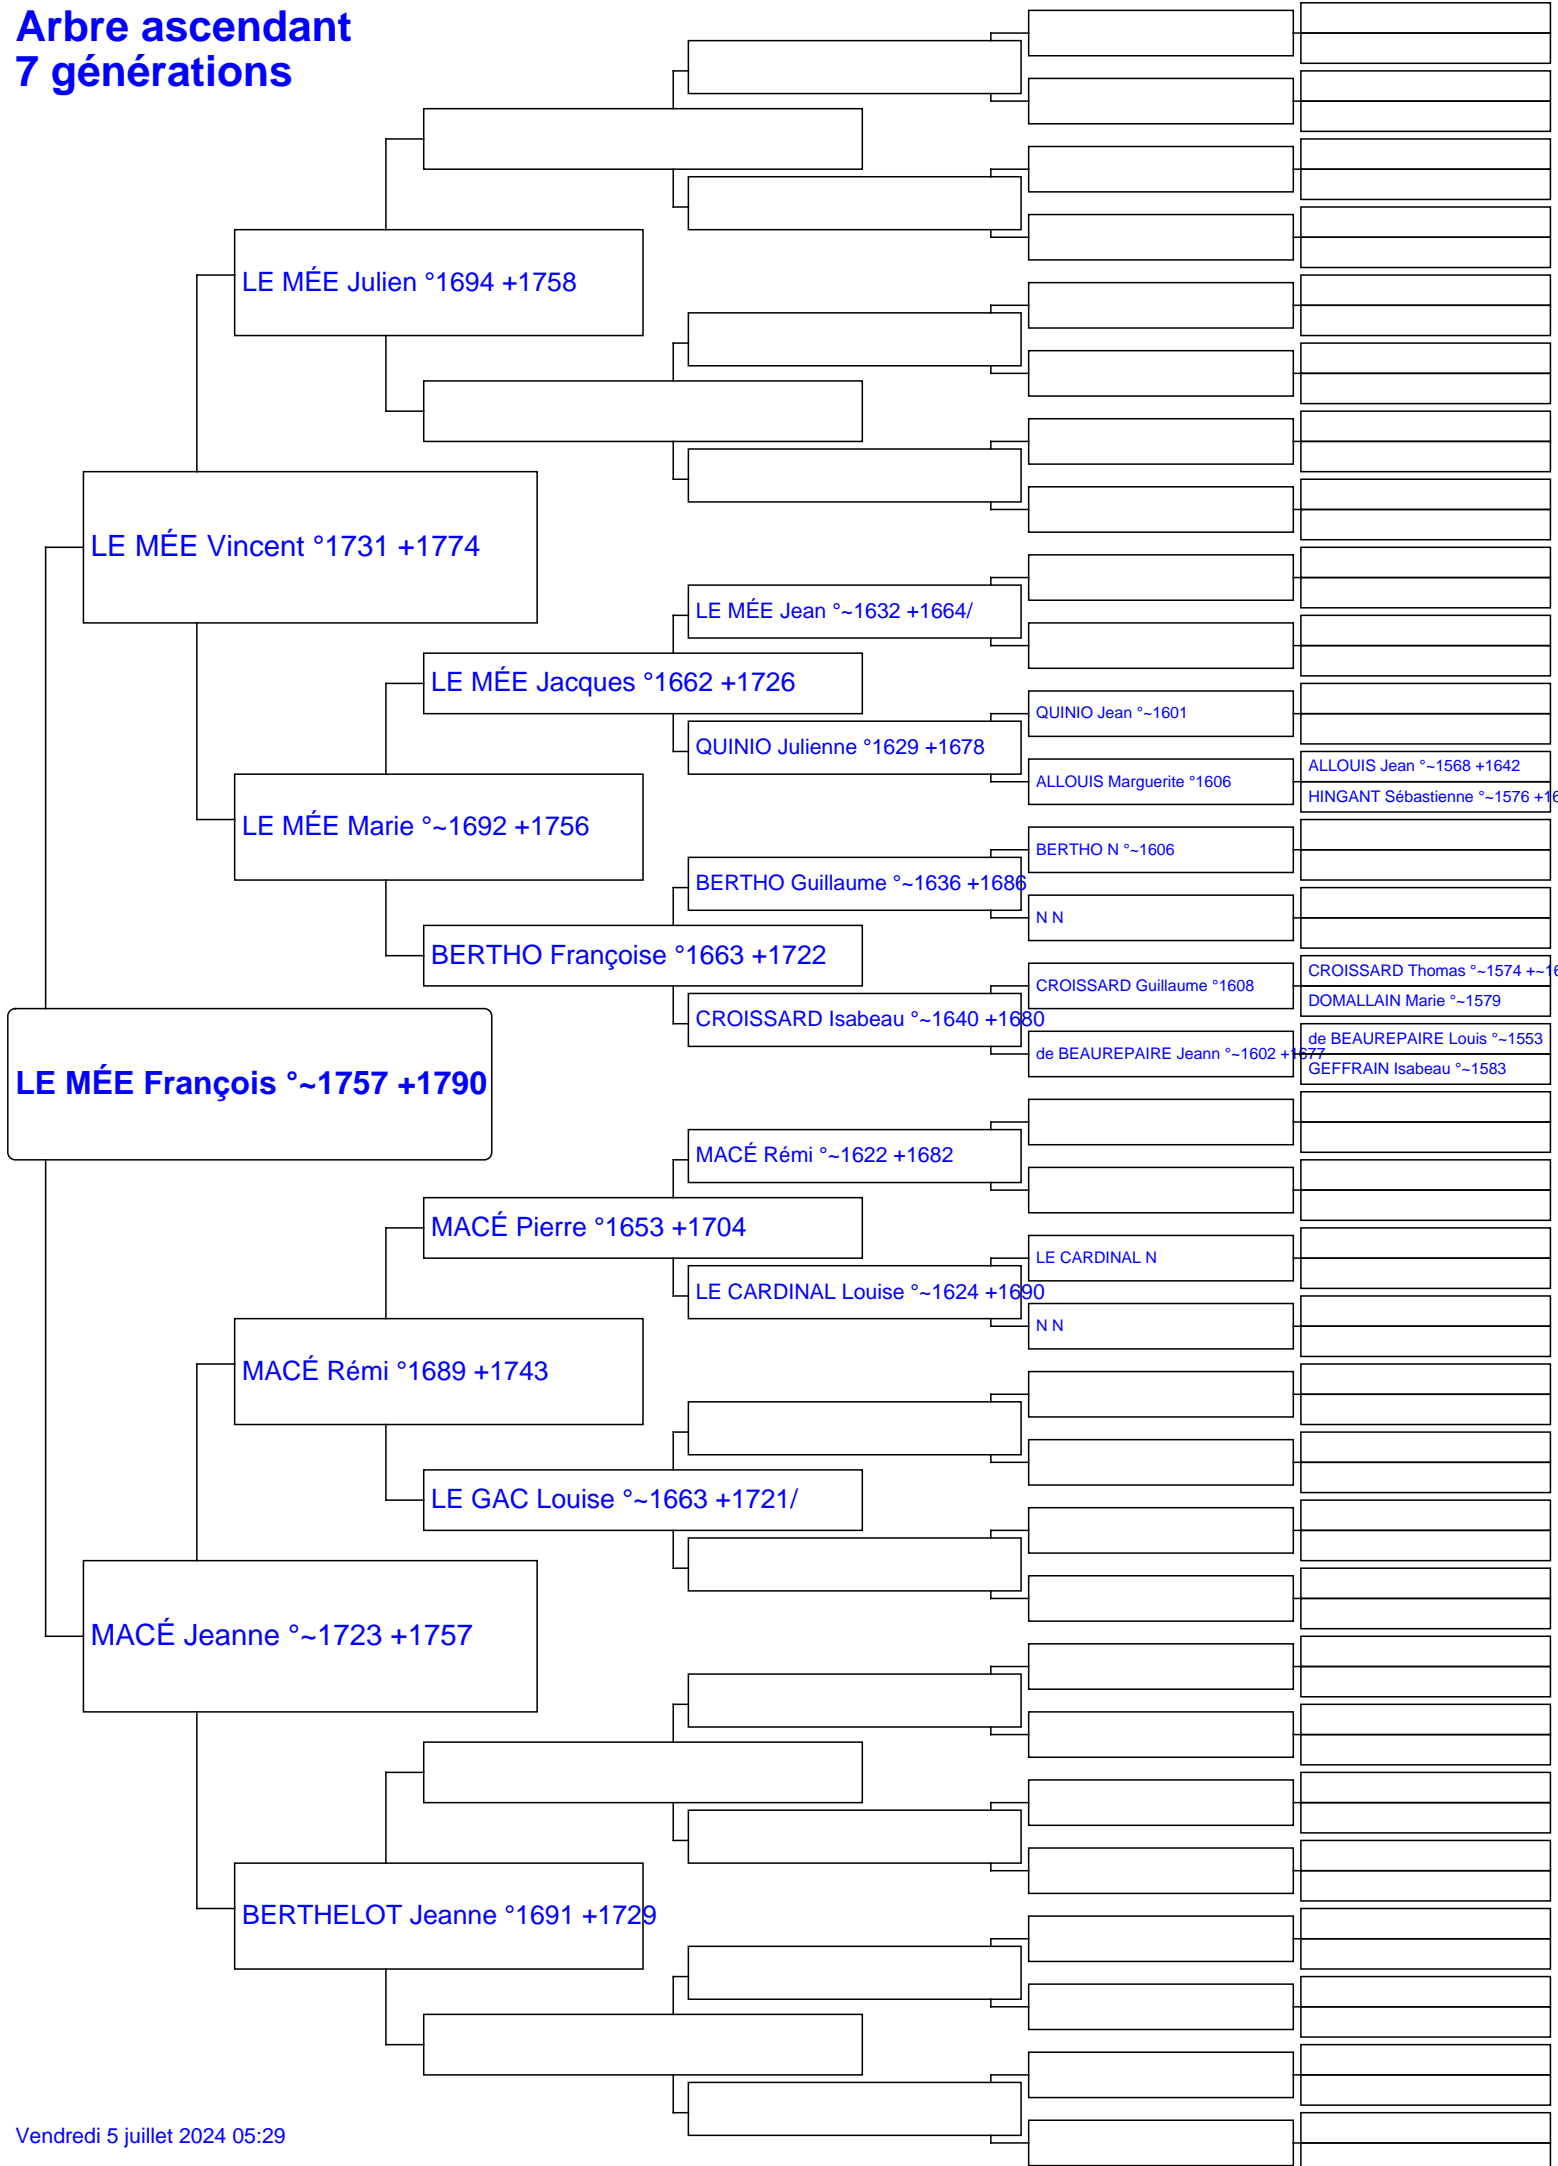 Arbre ascendant
7 générations
LE MÉE Julien °1694 +1758
LE MÉE Vincent °1731 +1774
LE MÉE Jean °~1632 +1664/
LE MÉE Jacques °1662 +1726
QUINIO Jean °~1601
QUINIO Julienne °1629 +1678
ALLOUIS Jean °~1568 +1642
ALLOUIS Marguerite °1606
HINGANT Sébastienne °~1576 +16
LE MÉE Marie °~1692 +1756
BERTHO N °~1606
BERTHO Guillaume °~1636 +1686
N N
BERTHO Françoise °1663 +1722
CROISSARD Thomas °~1574 +~16
CROISSARD Guillaume °1608
DOMALLAIN Marie °~1579
CROISSARD Isabeau °~1640 +1680
de BEAUREPAIRE Louis °~1553
de BEAUREPAIRE Jeann °~1602 +1677
GEFFRAIN Isabeau °~1583
LE MÉE François °~1757 +1790
MACÉ Rémi °~1622 +1682
MACÉ Pierre °1653 +1704
LE CARDINAL N
LE CARDINAL Louise °~1624 +1690
N N
MACÉ Rémi °1689 +1743
LE GAC Louise °~1663 +1721/
MACÉ Jeanne °~1723 +1757
BERTHELOT Jeanne °1691 +1729
Vendredi 5 juillet 2024 05:29